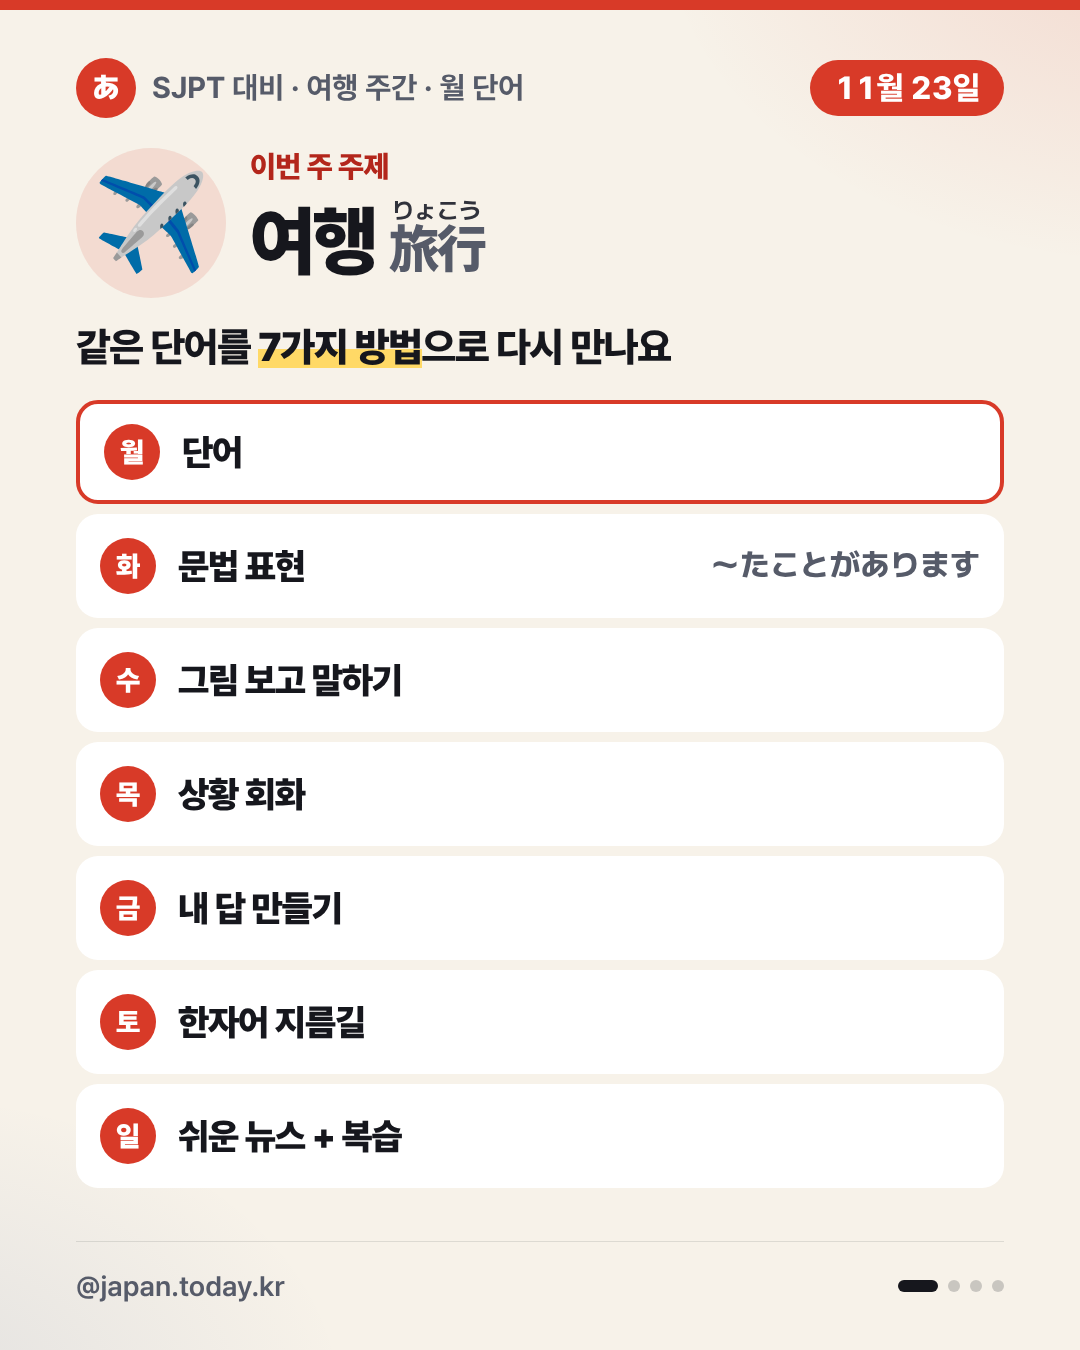 あ SJPT 대비 · 여행 주간 · 월 단어
11월 23일
이번 주 주제
りょこう
여행 旅行
같은 단어를 7가지 방법으로 다시 만나요
월 단어
화 문법 표현 ~たことがあります
수 그림 보고 말하기
목 상황 회화
금 내 답 만들기
토 한자어 지름길
일 쉬운 뉴스 + 복습
@japan.today.kr